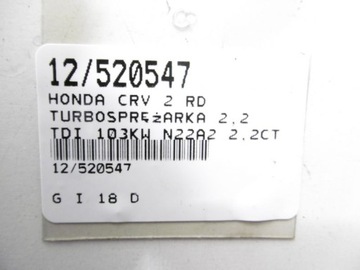 12/520547
HONDA CRV 2 RD
TURBOSPRĘŻARKA 2,2
TDI 103KW N22A2 2.2CT
12/520547
G I 18 D